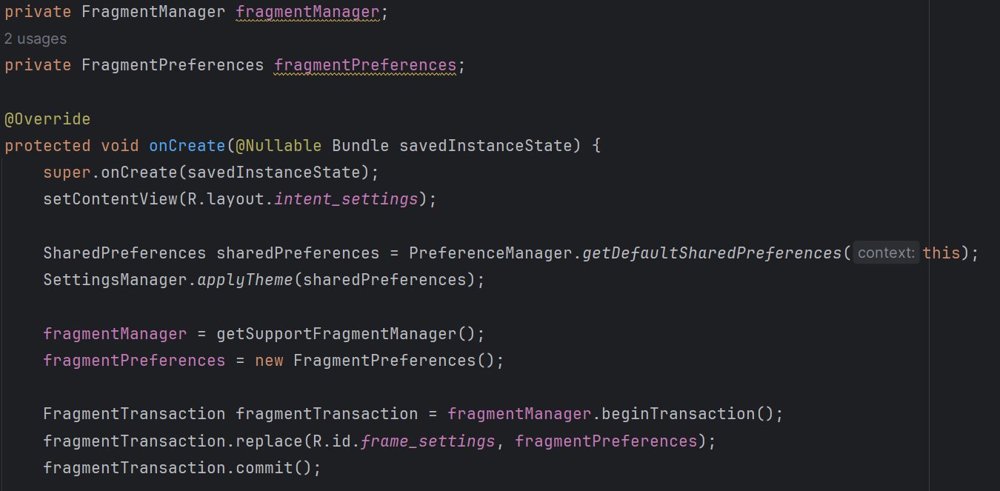 private FragmentManager fragmentManager;
2 usages
private FragmentPreferences fragmentPreferences;
@Override
protected void onCreate(@Nullable Bundle savedInstanceState) {
super.onCreate(savedInstanceState);
setContentView(R.layout.intent_settings);
SharedPreferences sharedPreferences = PreferenceManager.getDefaultSharedPreferences( context: this);
SettingsManager.applyTheme(sharedPreferences);
fragmentManager = getSupportFragmentManager();
fragmentPreferences = new FragmentPreferences();
FragmentTransaction fragmentTransaction = fragmentManager.beginTransaction();
fragmentTransaction.replace(R.id.frame_settings, fragmentPreferences);
fragmentTransaction.commit();